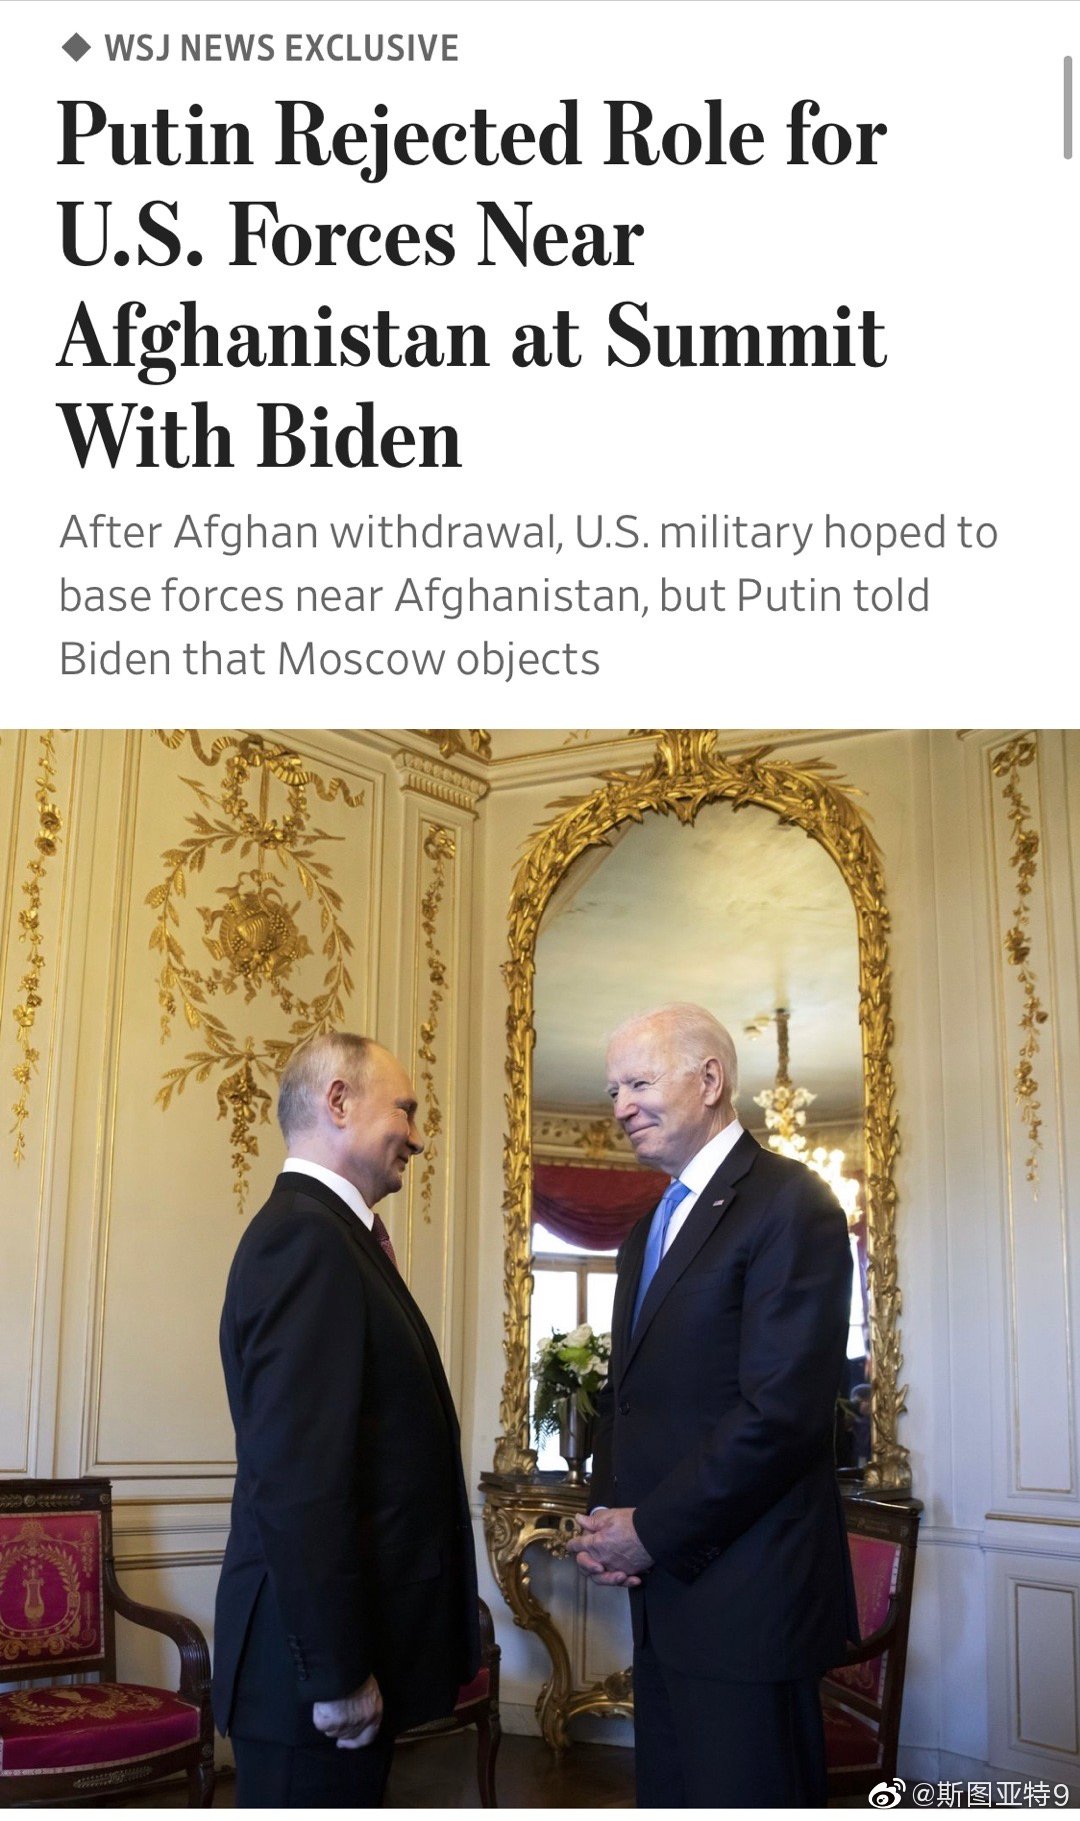 WSJ NEWS EXCLUSIVE
Putin Rejected Role for
U.S. Forces Near
Afghanistan at Summit
With Biden
After Afghan withdrawal, U.S. military hoped to
base forces near Afghanistan, but Putin told
Biden that Moscow objects
@斯图亚特9